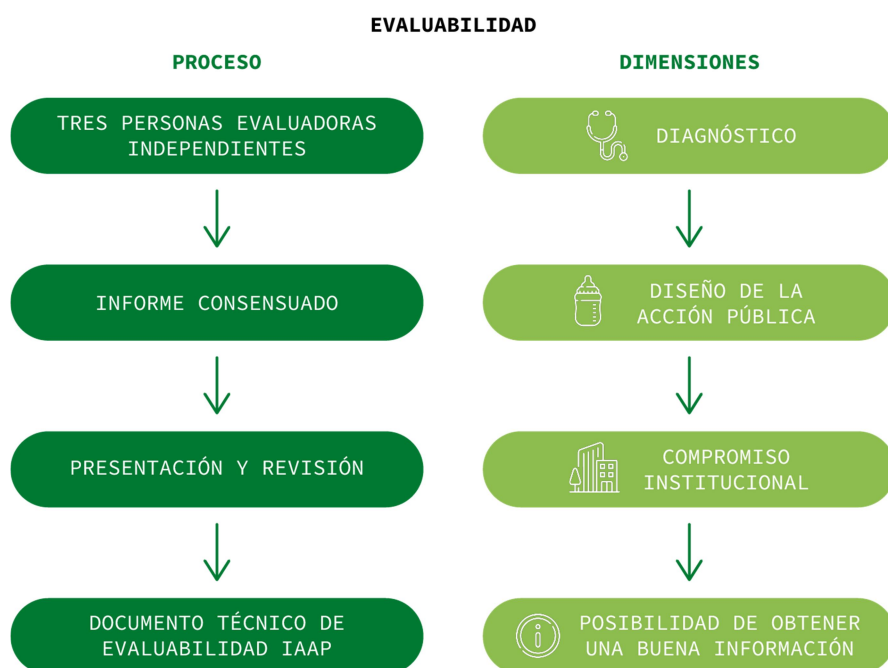 EVALUABILIDAD
PROCESO
TRES PERSONAS EVALUADORAS
INDEPENDIENTES
INFORME CONSENSUADO
PRESENTACIÓN Y REVISIÓN
DOCUMENTO TÉCNICO DE
EVALUABILIDAD IAAP
DIMENSIONES
DIAGNÓSTICO
DISEÑO DE LA
ACCIÓN PÚBLICA
COMPROMISO
INSTITUCIONAL
POSIBILIDAD DE OBTENER
UNA BUENA INFORMACIÓN